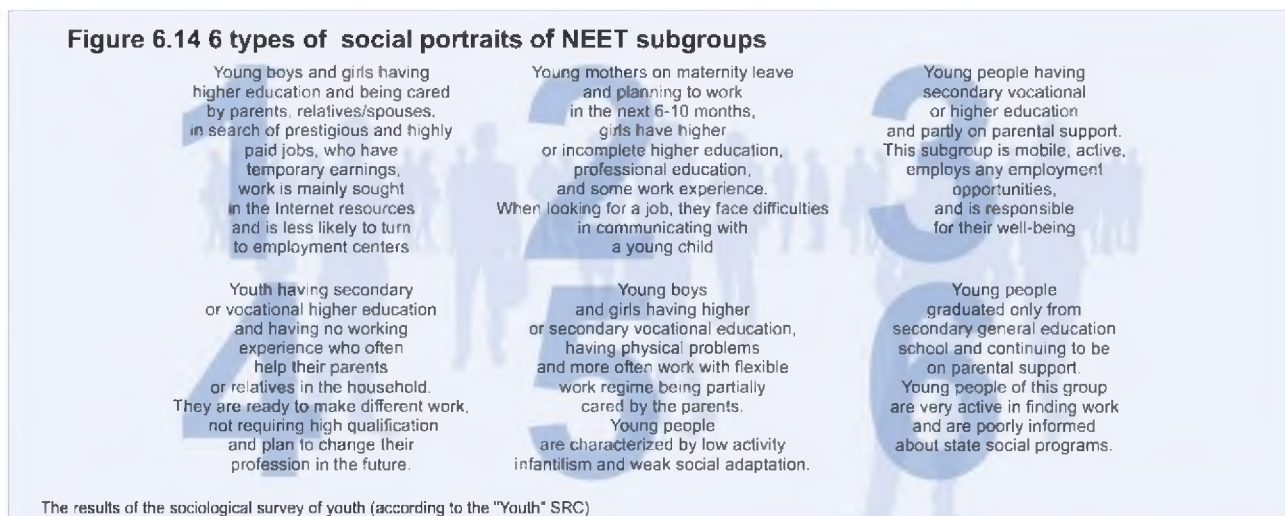 Figure 6.14 6 types of social portraits of NEET subgroups
1
Young boys and girls having
higher education and being cared
by parents, relatives/spouses,
in search of prestigious and highly
paid jobs, who have
temporary earnings,
work is mainly sought
in the Internet resources
and is less likely to turn
to employment centers
2
Young mothers on maternity leave
and planning to work
in the next 6-10 months,
girls have higher
or incomplete higher education,
professional education,
and some work experience.
When looking for a job, they face difficulties
in communicating with
a young child
3
Young people having
secondary vocational
or higher education
and partly on parental support.
This subgroup is mobile, active,
employs any employment
opportunities,
and is responsible
for their well-being
4
Youth having secondary
or vocational higher education
and having no working
experience who often
help their parents
or relatives in the household.
They are ready to make different work,
not requiring high qualification
and plan to change their
profession in the future.
5
Young boys
and girls having higher
or secondary vocational education,
having physical problems
and more often work with flexible
work regime being partially
cared by the parents.
Young people
are characterized by low activity
infantilism and weak social adaptation.
6
Young people
graduated only from
secondary general education
school and continuing to be
on parental support.
Young people of this group
are very active in finding work
and are poorly informed
about state social programs.
The results of the sociological survey of youth (according to the "Youth" SRC)